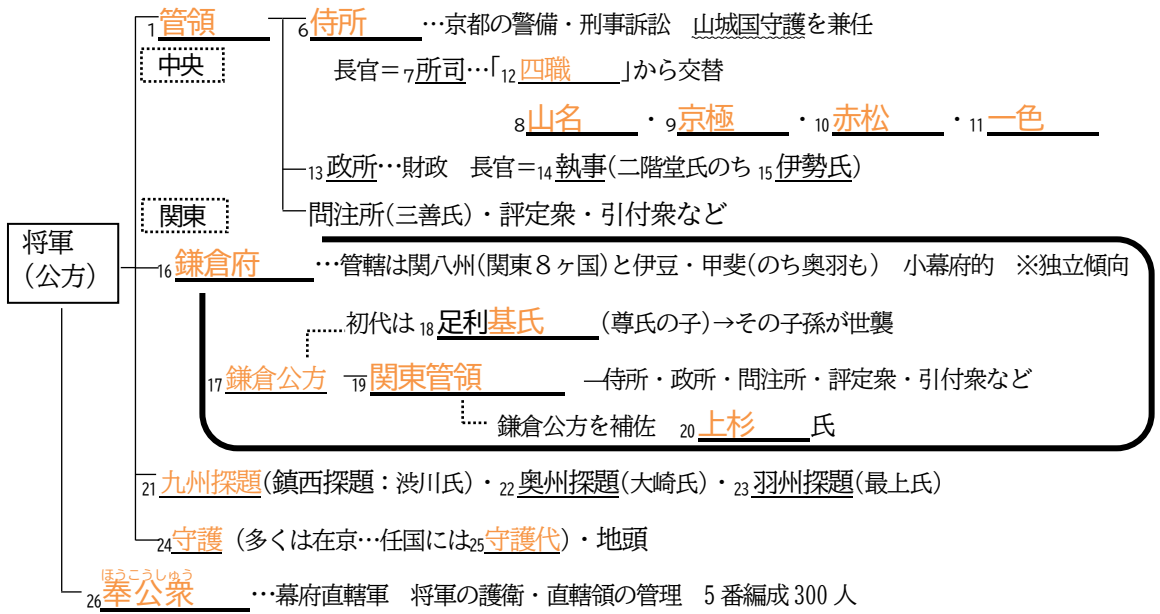 1管領 6侍所 …京都の警備・刑事訴訟 山城国守護を兼任
中央 長官＝7所司…｢12四職 ｣から交替
8山名 ・9京極 ・10赤松 ・11一色
13政所…財政 長官＝14執事(二階堂氏のち 15伊勢氏)
関東 問注所(三善氏)・評定衆・引付衆など
将軍
(公方)
16鎌倉府 …管轄は関八州(関東８ヶ国)と伊豆・甲斐(のち奥羽も) 小幕府的 ※独立傾向
初代は 18足利基氏 (尊氏の子)→その子孫が世襲
17鎌倉公方 19関東管領 侍所・政所・問注所・評定衆・引付衆など
鎌倉公方を補佐 20上杉 氏
21九州探題(鎮西探題：渋川氏)・22奥州探題(大崎氏)・23羽州探題(最上氏)
24守護 (多くは在京…任国には25守護代)・地頭
ほうこうしゅう
26奉公衆 …幕府直轄軍 将軍の護衛・直轄領の管理 5番編成300人